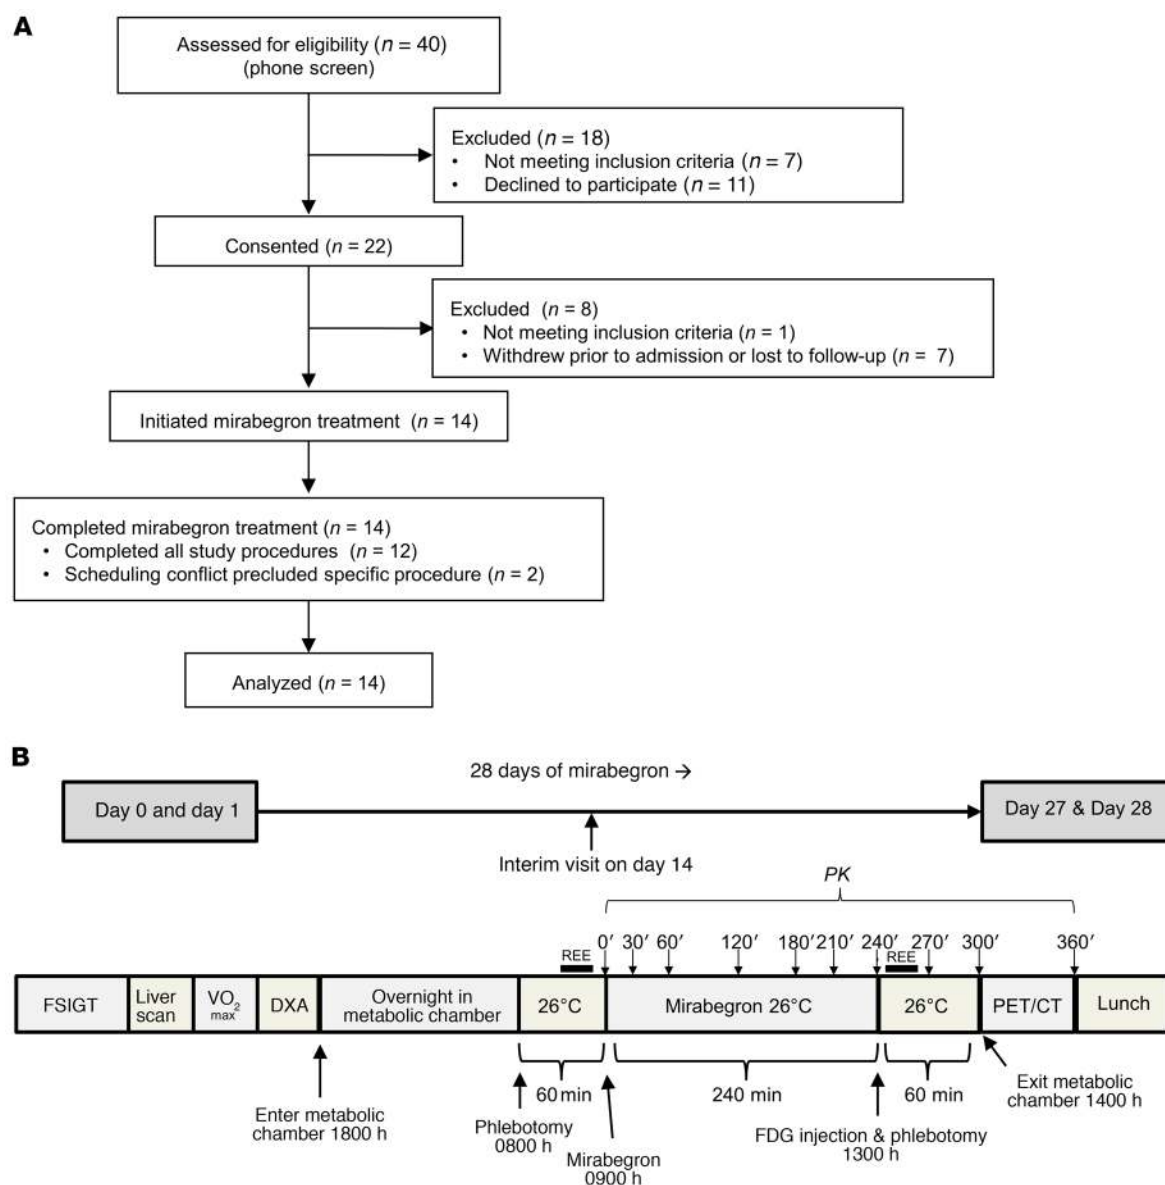 A
Assessed for eligibility (n = 40)
(phone screen)
Excluded (n = 18)
• Not meeting inclusion criteria (n = 7)
• Declined to participate (n = 11)
Consented (n = 22)
Excluded (n = 8)
• Not meeting inclusion criteria (n = 1)
• Withdrew prior to admission or lost to follow-up (n = 7)
Initiated mirabegron treatment (n = 14)
Completed mirabegron treatment (n = 14)
• Completed all study procedures (n = 12)
• Scheduling conflict precluded specific procedure (n = 2)
Analyzed (n = 14)
B
28 days of mirabegron →
Day 0 and day 1
Day 27 & Day 28
Interim visit on day 14
PK
0′ 30′ 60′ 120′ 180′ 210′ 240′ 270′ 300′ 360′
REE
REE
FSIGT
Liver
scan
VO2
max
DXA
Overnight in
metabolic chamber
26°C
Mirabegron 26°C
26°C
PET/CT
Lunch
60 min
240 min
60 min
Enter metabolic
chamber 1800 h
Phlebotomy
0800 h
Mirabegron
0900 h
FDG injection & phlebotomy
1300 h
Exit metabolic
chamber 1400 h